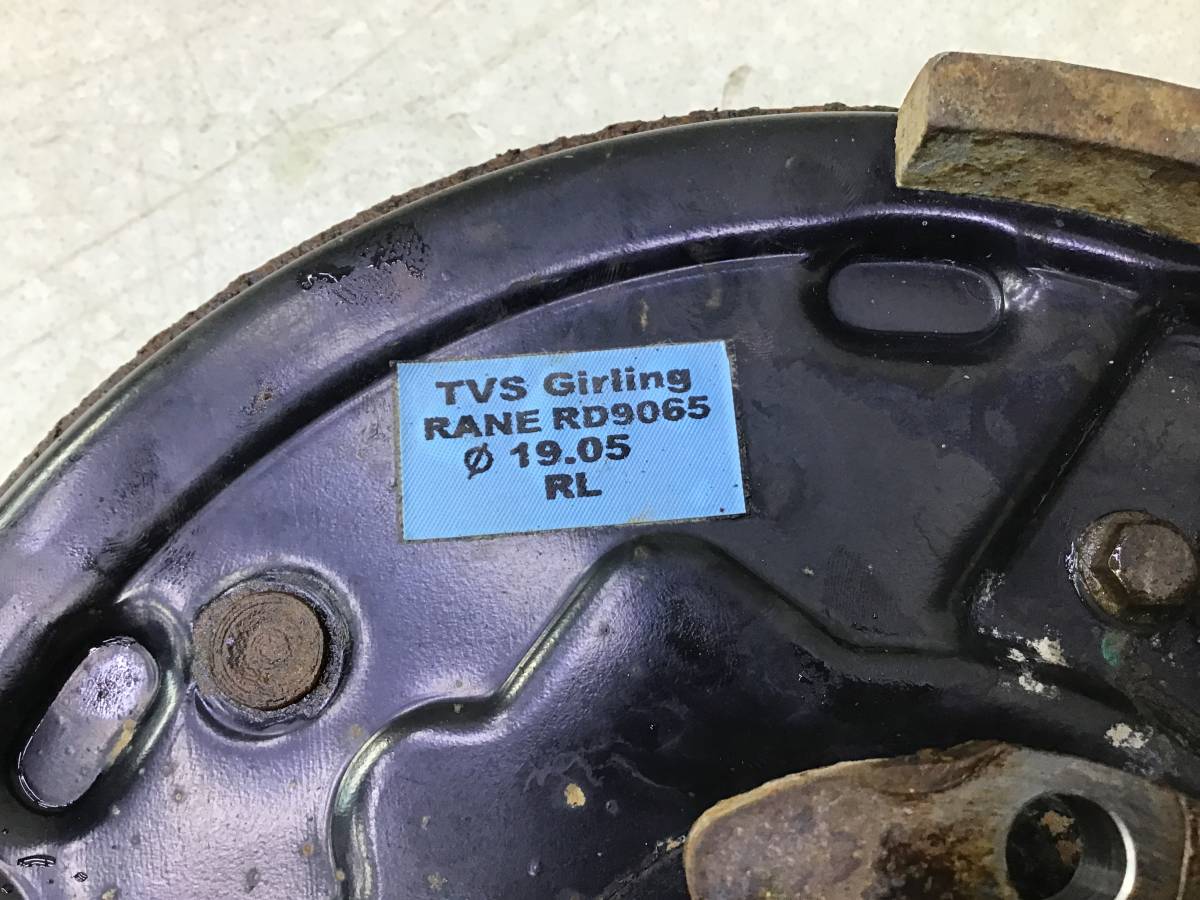 TVS Girling
RANE RD9065
Ø 19.05
RL